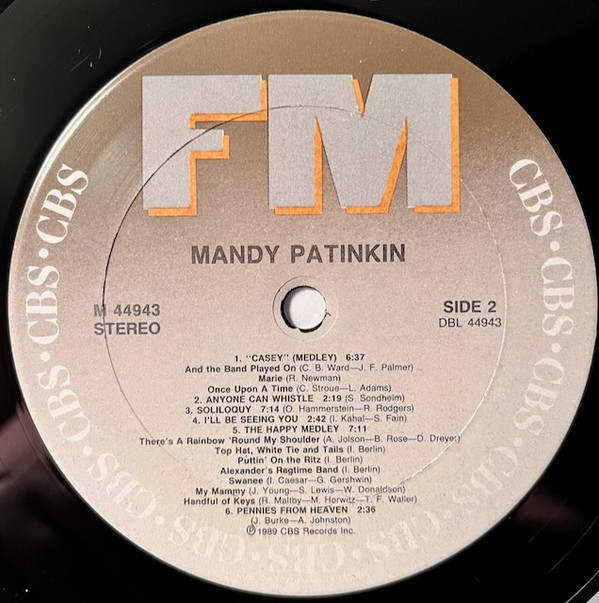 FM
MANDY PATINKIN
M 44943
STEREO
SIDE 2
DBL 44943
1. "CASEY" (MEDLEY) 6:37
And the Band Played On (C. B. Ward—J. F. Palmer)
Marie (R. Newman)
Once Upon A Time (C. Stroue—L. Adams)
2. ANYONE CAN WHISTLE 2:19 (S. Sondheim)
3. SOLILOQUY 7:14 (O. Hammerstein—R. Rodgers)
4. I'LL BE SEEING YOU 2:42 (I. Kahal—S. Fain)
5. THE HAPPY MEDLEY 7:11
There's A Rainbow 'Round My Shoulder (A. Jolson—B. Rose—D. Dreyer)
Top Hat, White Tie and Tails (I. Berlin)
Puttin' On the Ritz (I. Berlin)
Alexander's Ragtime Band (I. Berlin)
Swanee (I. Caesar—G. Gershwin)
My Mammy (J. Young—S. Lewis—W. Donaldson)
Handful of Keys (R. Maltby—M. Horwitz—T. F. Waller)
6. PENNIES FROM HEAVEN 2:36
(J. Burke—A. Johnston)
℗©1989 CBS Records Inc.
CBS·CBS·CBS·CBS·CBS·CBS·CBS·CBS·CBS·CBS·CBS